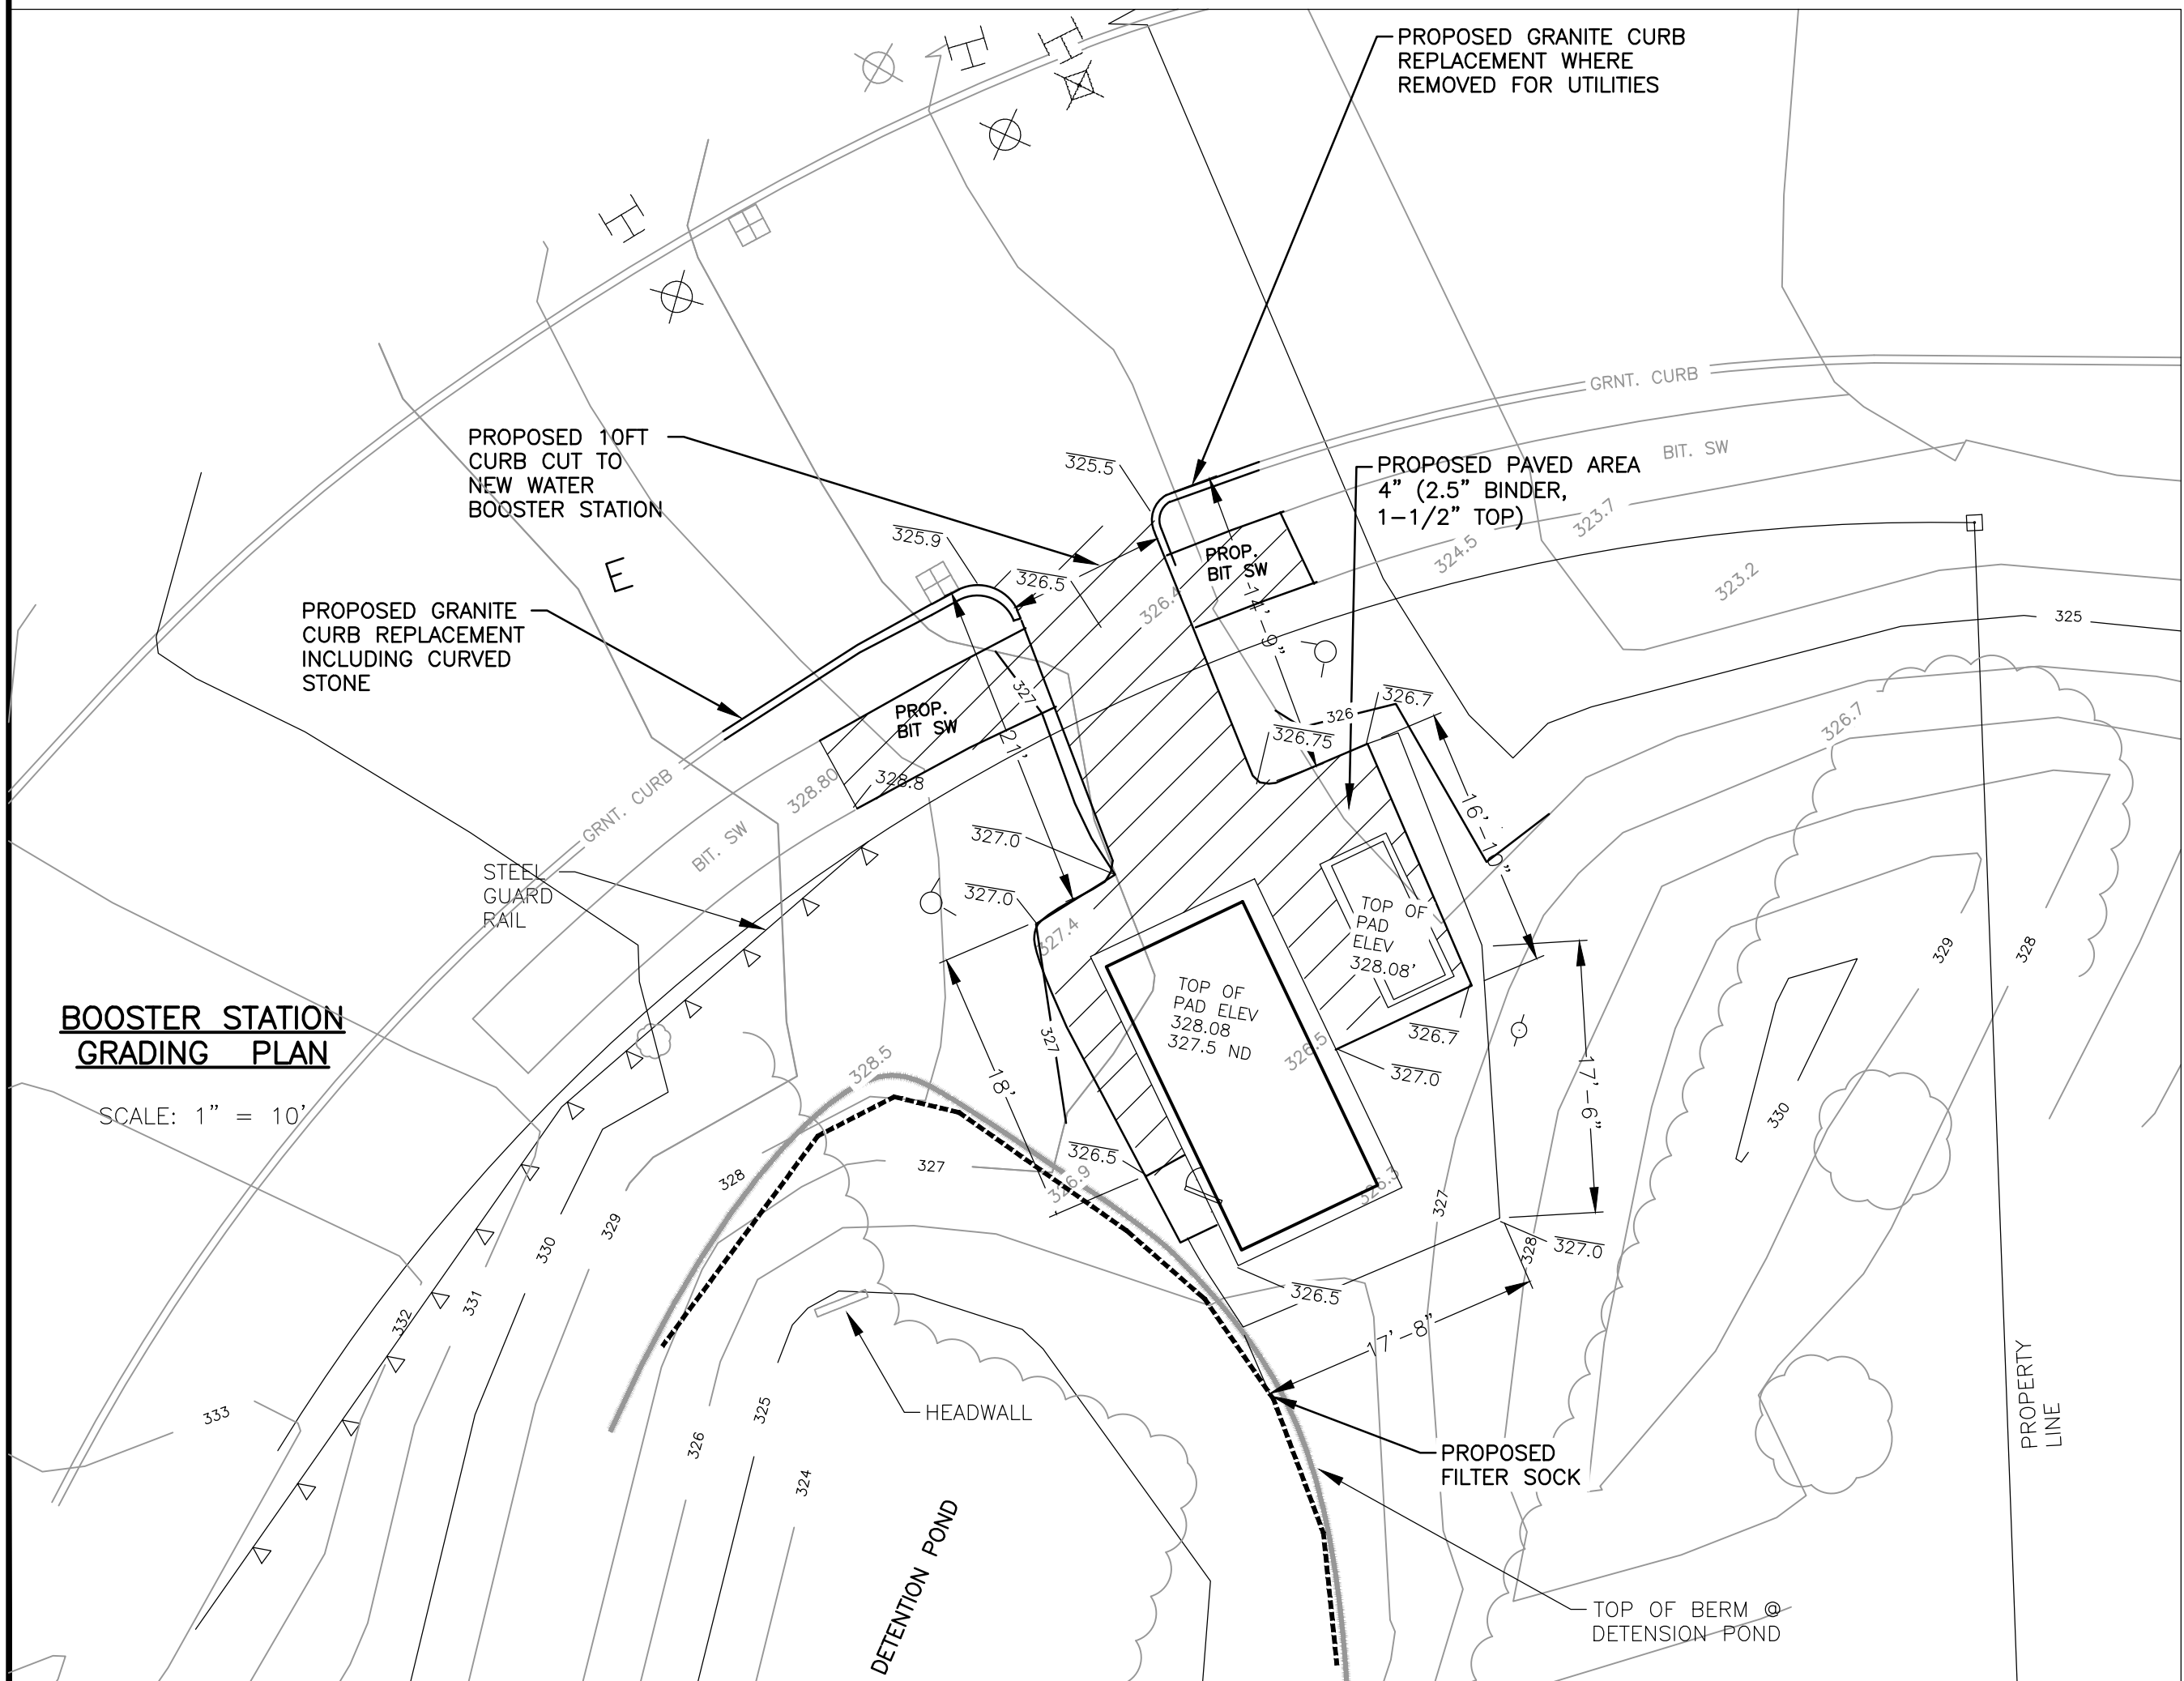 PROPOSED GRANITE CURB
REPLACEMENT WHERE
REMOVED FOR UTILITIES
GRNT. CURB
BIT. SW
PROPOSED 10FT
CURB CUT TO
NEW WATER
BOOSTER STATION
325.5
PROPOSED PAVED AREA
4" (2.5" BINDER,
1-1/2" TOP)
323.7
324.5
323.2
325.9
326.5
PROP.
BIT SW
326.4
14'-9"
E
PROPOSED GRANITE
CURB REPLACEMENT
INCLUDING CURVED
STONE
325
327
326.7
326
326.75
326.7
PROP.
BIT SW
21'
328.8
328.80
GRNT. CURB
BIT. SW
327.0
16'-10"
STEEL
GUARD
RAIL
327.0
327.4
TOP OF
PAD
ELEV
328.08'
329
328
TOP OF
PAD ELEV
328.08
327.5 ND
BOOSTER STATION
GRADING PLAN
SCALE: 1" = 10'
327
326.5
326.7
327.0
17'-6"
328.5
18'
330
326.5
326.9
326.3
328
327
327
328
327.0
330
329
326.5
331
332
17'-8"
HEADWALL
333
325
326
324
PROPERTY
LINE
PROPOSED
FILTER SOCK
DETENTION POND
TOP OF BERM @
DETENSION POND